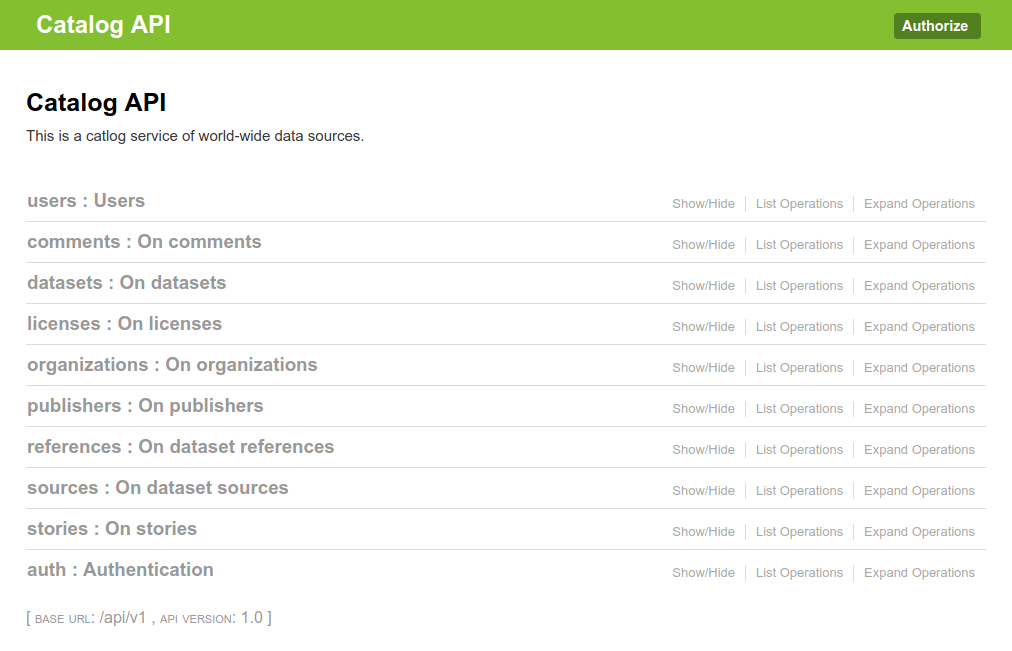 Catalog API Authorize
Catalog API
This is a catlog service of world-wide data sources.
users : Users Show/Hide List Operations Expand Operations
comments : On comments Show/Hide List Operations Expand Operations
datasets : On datasets Show/Hide List Operations Expand Operations
licenses : On licenses Show/Hide List Operations Expand Operations
organizations : On organizations Show/Hide List Operations Expand Operations
publishers : On publishers Show/Hide List Operations Expand Operations
references : On dataset references Show/Hide List Operations Expand Operations
sources : On dataset sources Show/Hide List Operations Expand Operations
stories : On stories Show/Hide List Operations Expand Operations
auth : Authentication Show/Hide List Operations Expand Operations
[ BASE URL: /api/v1 , API VERSION: 1.0 ]